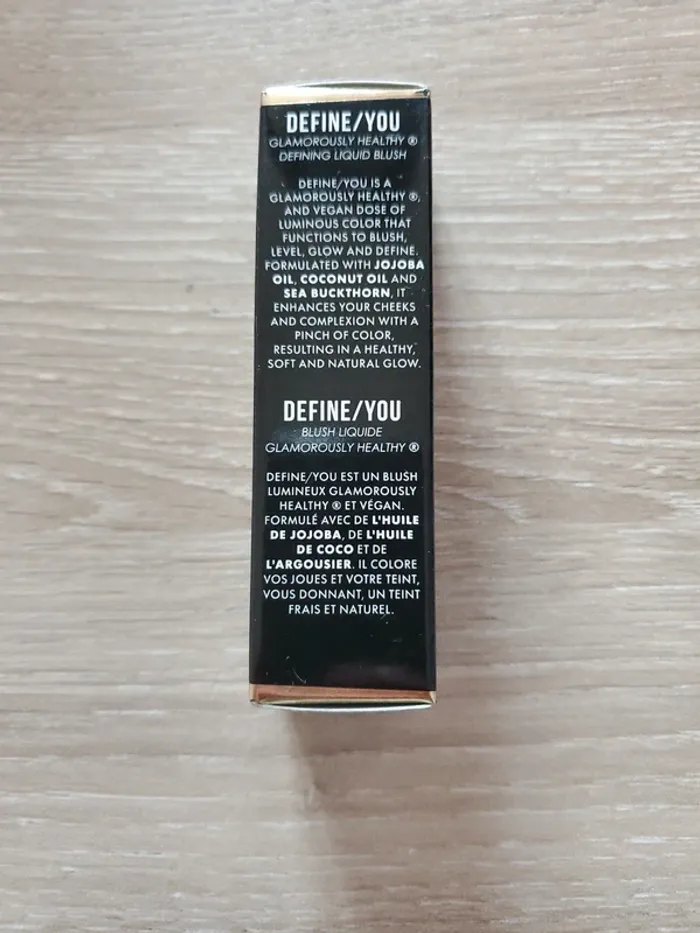 DEFINE/YOU
GLAMOROUSLY HEALTHY ®
DEFINING LIQUID BLUSH
DEFINE/YOU IS A
GLAMOROUSLY HEALTHY ®,
AND VEGAN DOSE OF
LUMINOUS COLOR THAT
FUNCTIONS TO BLUSH,
LEVEL, GLOW AND DEFINE.
FORMULATED WITH JOJOBA
OIL, COCONUT OIL AND
SEA BUCKTHORN, IT
ENHANCES YOUR CHEEKS
AND COMPLEXION WITH A
PINCH OF COLOR,
RESULTING IN A HEALTHY,
SOFT AND NATURAL GLOW.
DEFINE/YOU
BLUSH LIQUIDE
GLAMOROUSLY HEALTHY ®
DEFINE/YOU EST UN BLUSH
LUMINEUX GLAMOROUSLY
HEALTHY ® ET VÉGAN.
FORMULÉ AVEC DE L'HUILE
DE JOJOBA, DE L'HUILE
DE COCO ET DE
L'ARGOUSIER. IL COLORE
VOS JOUES ET VOTRE TEINT,
VOUS DONNANT, UN TEINT
FRAIS ET NATUREL.